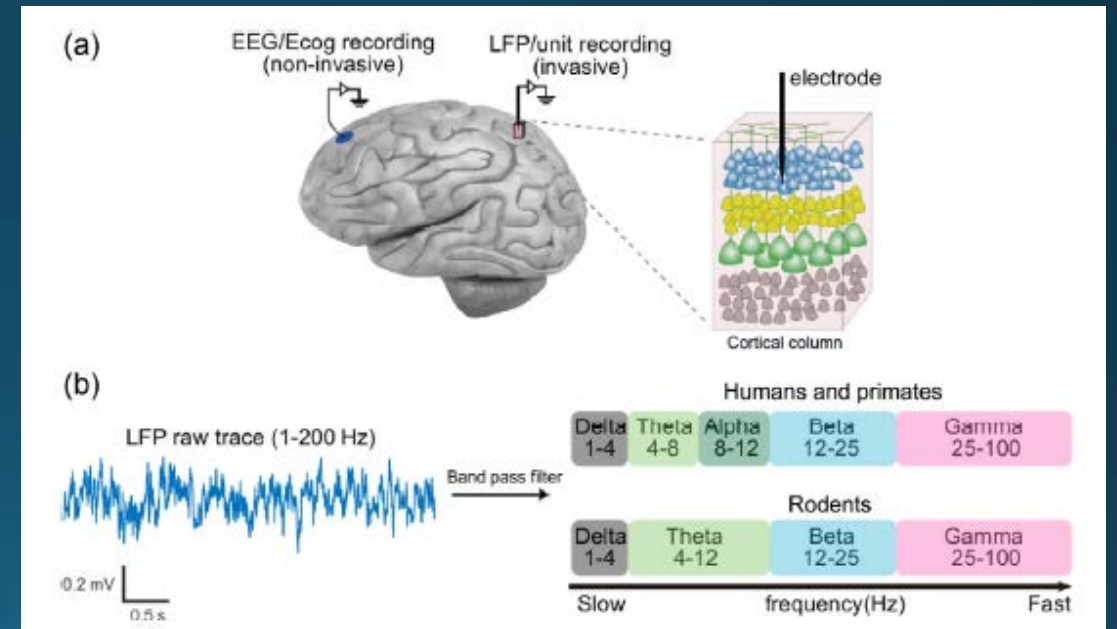 (a)
EEG/Ecog recording
(non-invasive)
LFP/unit recording
(invasive)
electrode
Cortical column
(b)
LFP raw trace (1-200 Hz)
0.2 mV
0.5 s
Band pass filter
Humans and primates
Delta Theta Alpha Beta Gamma
1-4 4-8 8-12 12-25 25-100
Rodents
Delta Theta Beta Gamma
1-4 4-12 12-25 25-100
Slow frequency(Hz) Fast